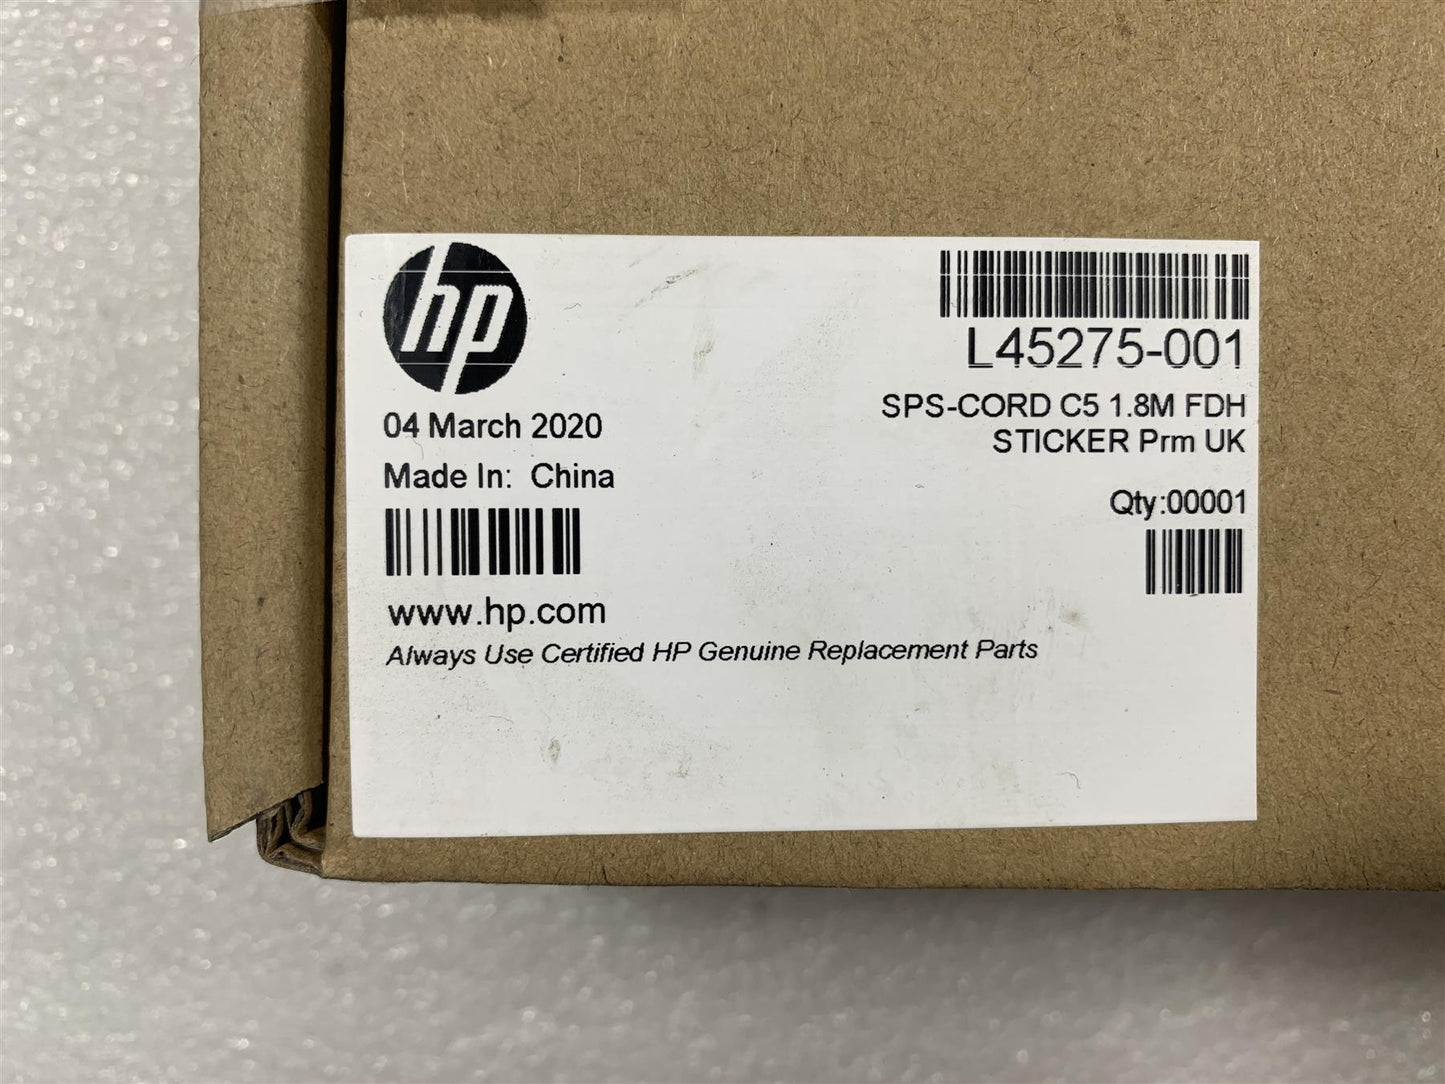 hp
L45275-001
SPS-CORD C5 1.8M FDH
STICKER Prm UK
04 March 2020
Made In: China
Qty:00001
www.hp.com
Always Use Certified HP Genuine Replacement Parts